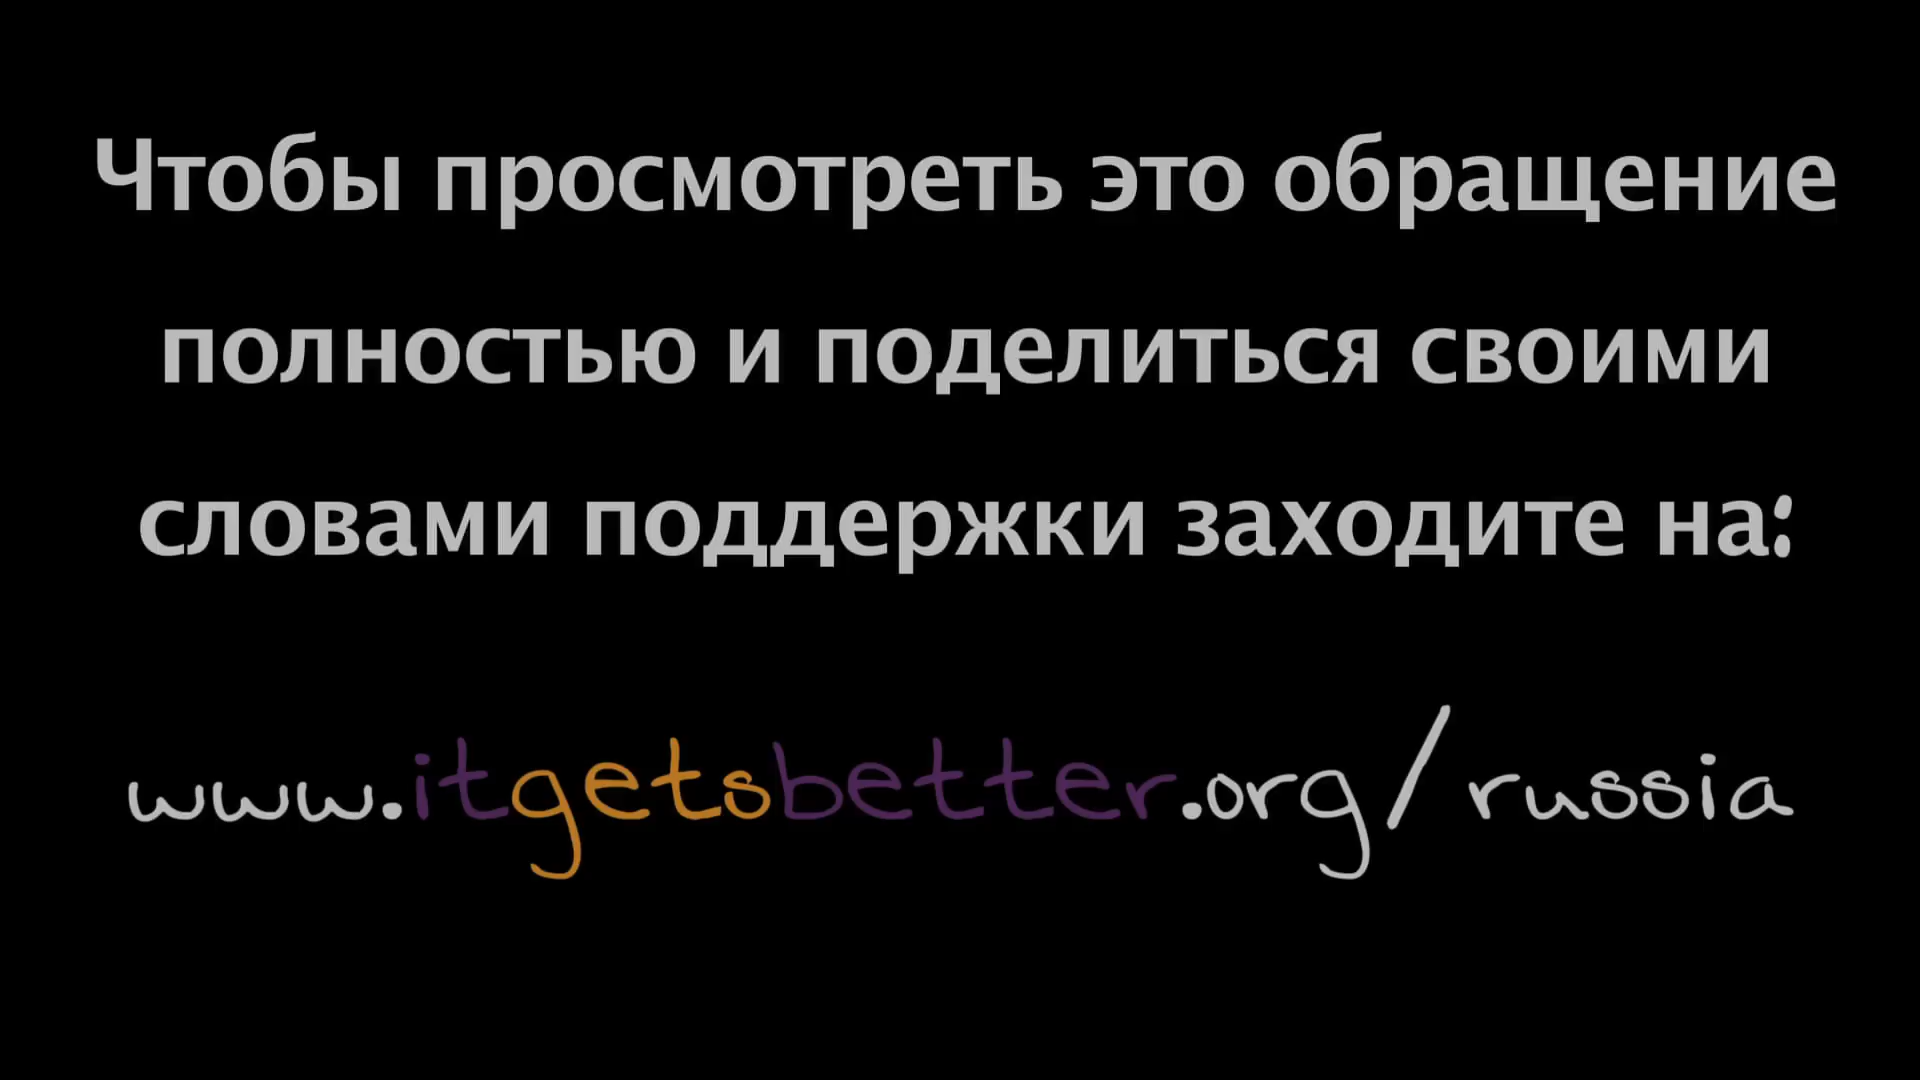 Чтобы просмотреть это обращение
полностью и поделиться своими
словами поддержки заходите на:
www.itgetsbetter.org/russia